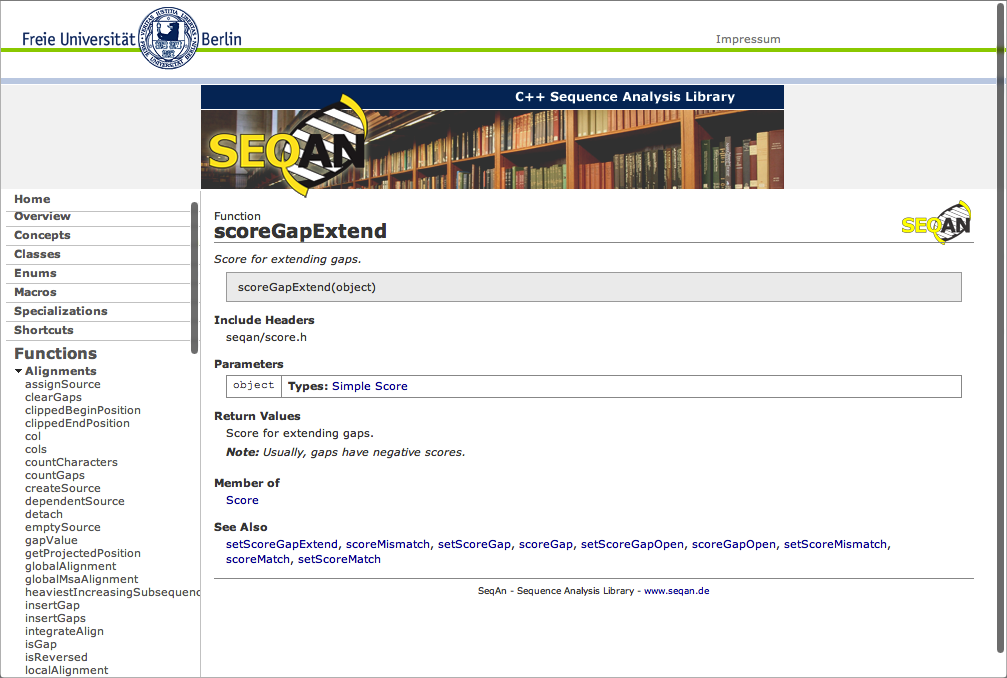 Freie Universität Berlin
Impressum
C++ Sequence Analysis Library
SEQAN
Home
Overview
Concepts
Classes
Enums
Macros
Specializations
Shortcuts
Functions
Alignments
assignSource
clearGaps
clippedBeginPosition
clippedEndPosition
col
cols
countCharacters
countGaps
createSource
dependentSource
detach
emptySource
gapValue
getProjectedPosition
globalAlignment
globalMsaAlignment
heaviestIncreasingSubsequenc
insertGap
insertGaps
integrateAlign
isGap
isReversed
localAlignment
Function
scoreGapExtend
SEQAN
Score for extending gaps.
scoreGapExtend(object)
Include Headers
seqan/score.h
Parameters
object Types: Simple Score
Return Values
Score for extending gaps.
Note: Usually, gaps have negative scores.
Member of
Score
See Also
setScoreGapExtend, scoreMismatch, setScoreGap, scoreGap, setScoreGapOpen, scoreGapOpen, setScoreMismatch,
scoreMatch, setScoreMatch
SeqAn - Sequence Analysis Library - www.seqan.de